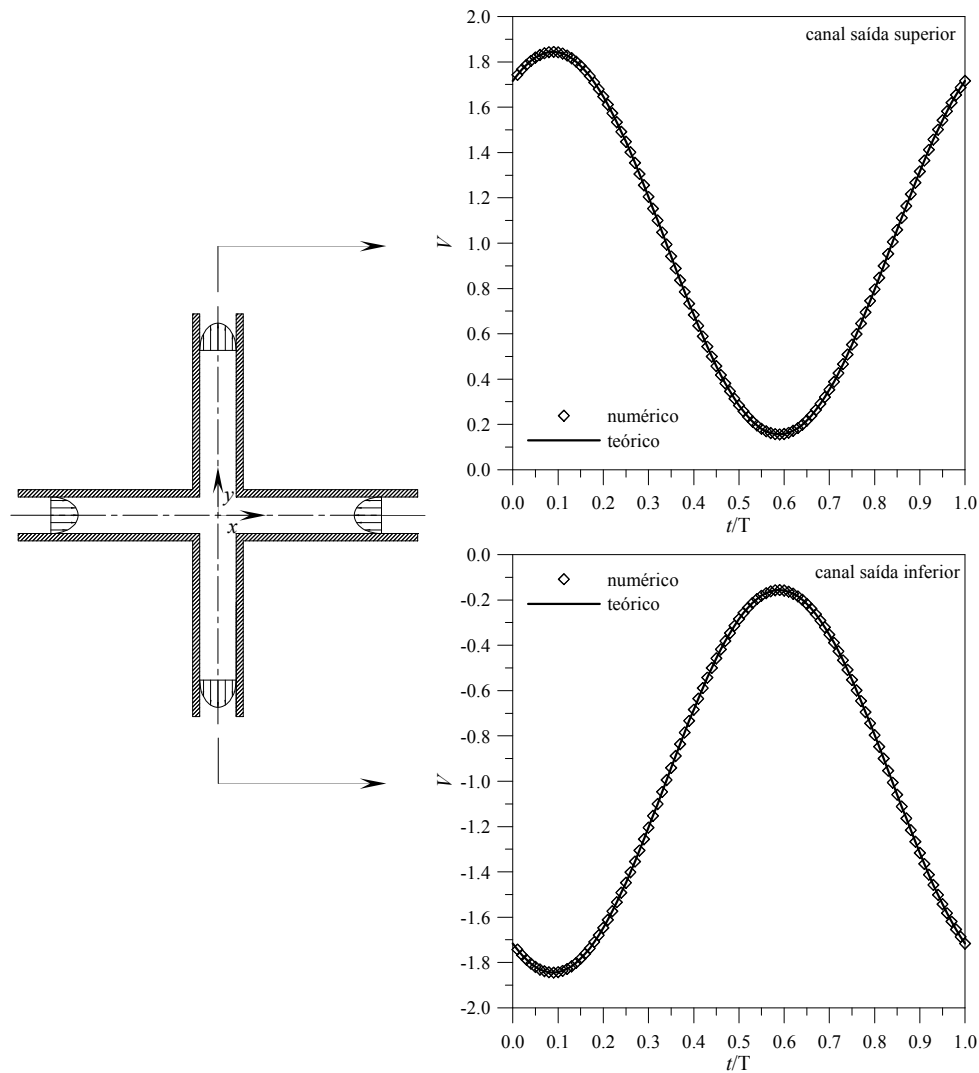 2.0
canal saída superior
1.8
1.6
1.4
1.2
V
1.0
0.8
0.6
0.4
0.2
0.0
numérico
teórico
0.0 0.1 0.2 0.3 0.4 0.5 0.6 0.7 0.8 0.9 1.0
t/T
y
x
0.0
numérico
canal saída inferior
teórico
-0.2
-0.4
-0.6
-0.8
V
-1.0
-1.2
-1.4
-1.6
-1.8
-2.0
0.0 0.1 0.2 0.3 0.4 0.5 0.6 0.7 0.8 0.9 1.0
t/T